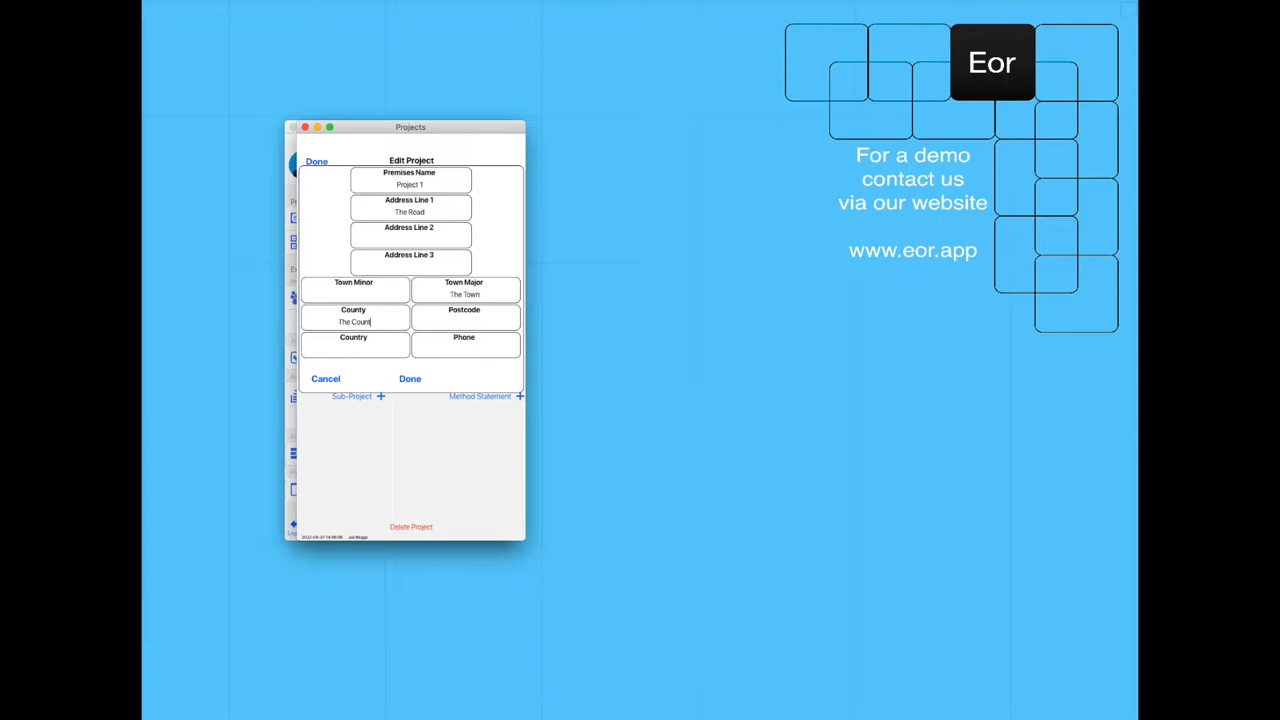 Eor
For a demo
contact us
via our website
www.eor.app
Projects
Done
Edit Project
Premises Name
Project 1
Address Line 1
The Road
Address Line 2
Address Line 3
Town Minor
Town Major
The Town
County
Postcode
The Count
Country
Phone
Cancel
Done
Sub-Project +
Method Statement +
Delete Project
Joe Bloggs